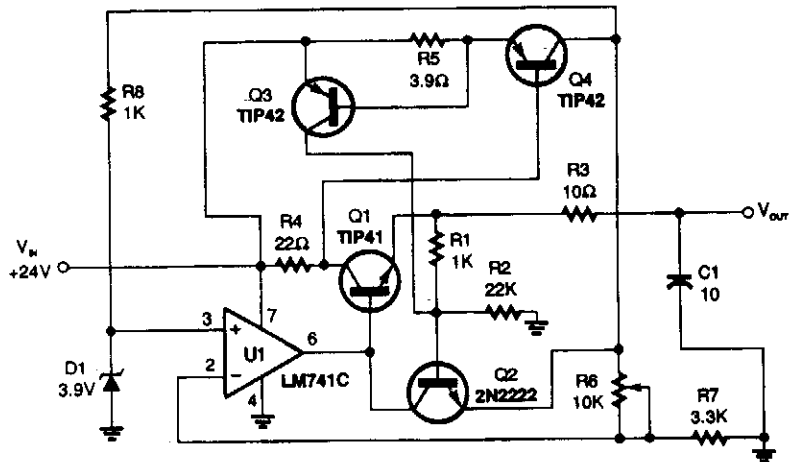 R8
1K
R5
3.9Ω
Q3
TIP42
Q4
TIP42
R3
10Ω
V_OUT
V_IN
+24V
R4
22Ω
Q1
TIP41
R1
1K
R2
22K
C1
10
3
+
7
6
2
−
U1
4
LM741C
D1
3.9V
Q2
2N2222
R6
10K
R7
3.3K